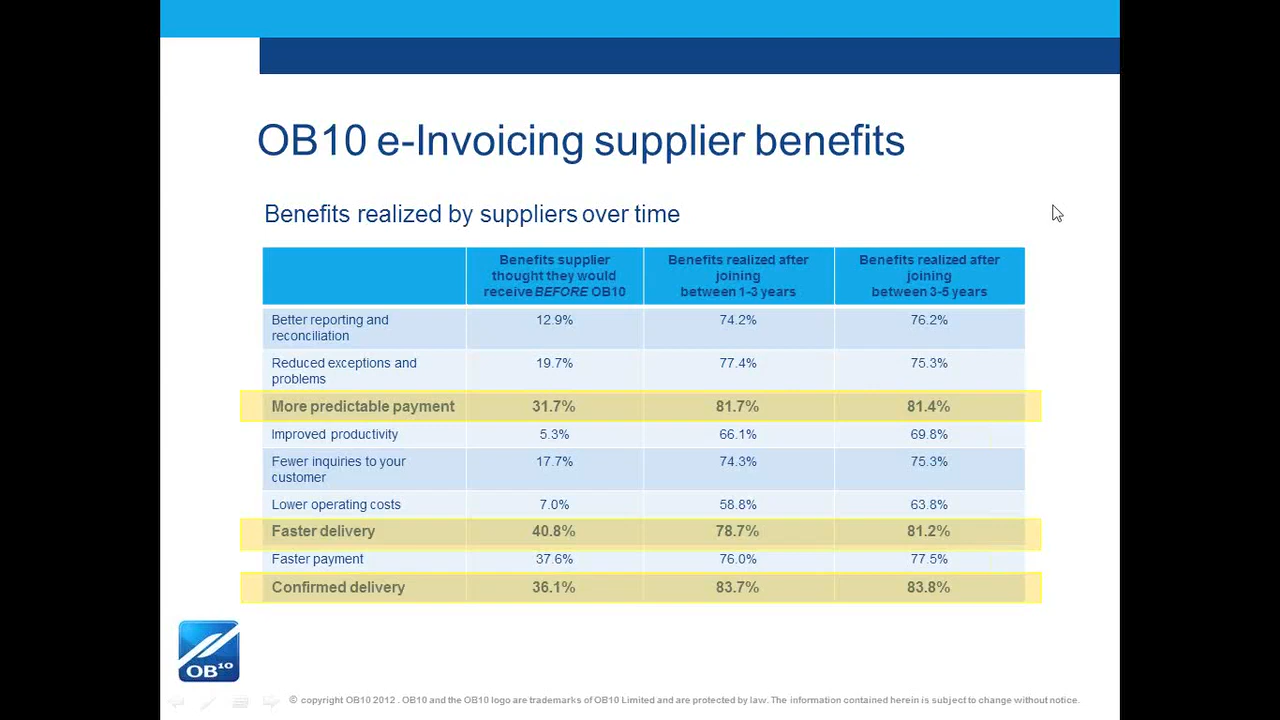 OB10 e-Invoicing supplier benefits
Benefits realized by suppliers over time
Benefits supplier thought they would receive BEFORE OB10
Benefits realized after joining between 1-3 years
Benefits realized after joining between 3-5 years
Better reporting and reconciliation 12.9% 74.2% 76.2%
Reduced exceptions and problems 19.7% 77.4% 75.3%
More predictable payment 31.7% 81.7% 81.4%
Improved productivity 5.3% 66.1% 69.8%
Fewer inquiries to your customer 17.7% 74.3% 75.3%
Lower operating costs 7.0% 58.8% 63.8%
Faster delivery 40.8% 78.7% 81.2%
Faster payment 37.6% 76.0% 77.5%
Confirmed delivery 36.1% 83.7% 83.8%
OB10
© copyright OB10 2012 . OB10 and the OB10 logo are trademarks of OB10 Limited and are protected by law. The information contained herein is subject to change without notice.